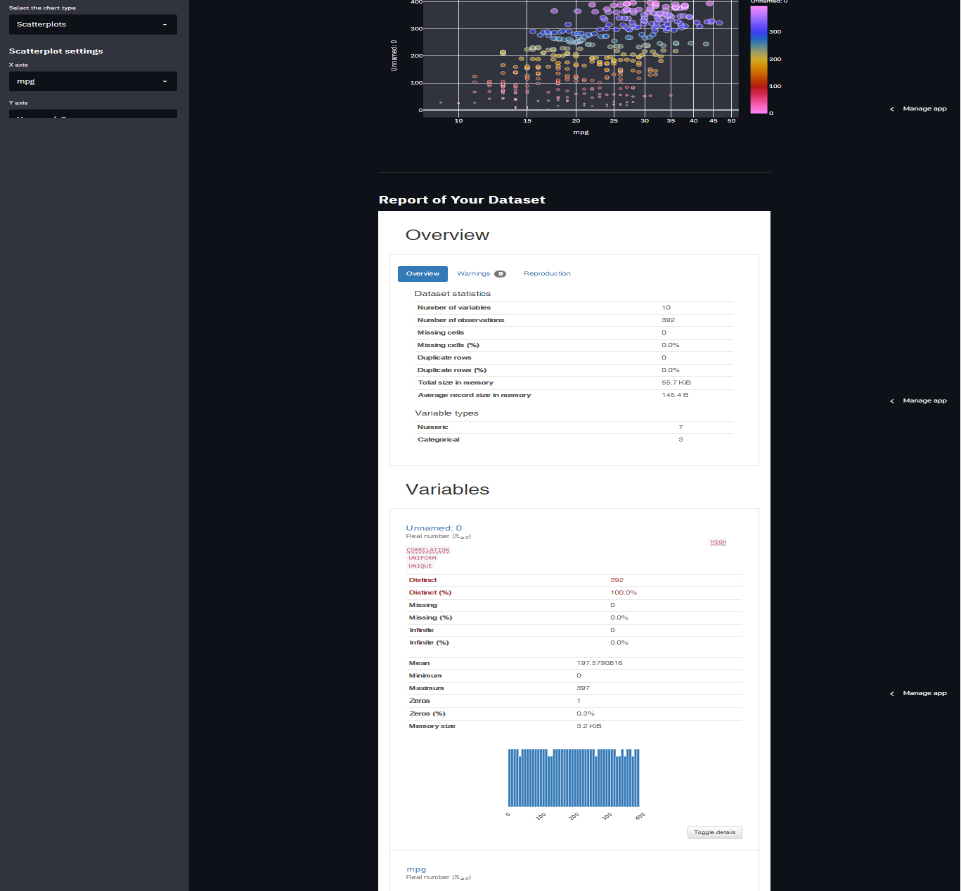 Select the chart type
Scatterplots
Scatterplot settings
X axis
mpg
Y axis
Unnamed: 0
400
300
200
100
0
Unnamed: 0
10
15
20
25
30
35
40
45
50
mpg
Unnamed: 0
300
200
100
0
Manage app
Report of Your Dataset
Overview
Overview
Warnings 9
Reproduction
Dataset statistics
Number of variables 10
Number of observations 392
Missing cells 0
Missing cells (%) 0.0%
Duplicate rows 0
Duplicate rows (%) 0.0%
Total size in memory 55.7 KiB
Average record size in memory 145.4 B
Variable types
Numeric 7
Categorical 3
Manage app
Variables
Unnamed: 0
Real number (ℝ≥0)
HIGH
CORRELATION
UNIFORM
UNIQUE
Distinct 392
Distinct (%) 100.0%
Missing 0
Missing (%) 0.0%
Infinite 0
Infinite (%) 0.0%
Mean 197.5790816
Minimum 0
Maximum 397
Zeros 1
Zeros (%) 0.3%
Memory size 3.2 KiB
Manage app
0
100
200
300
400
Toggle details
mpg
Real number (ℝ≥0)